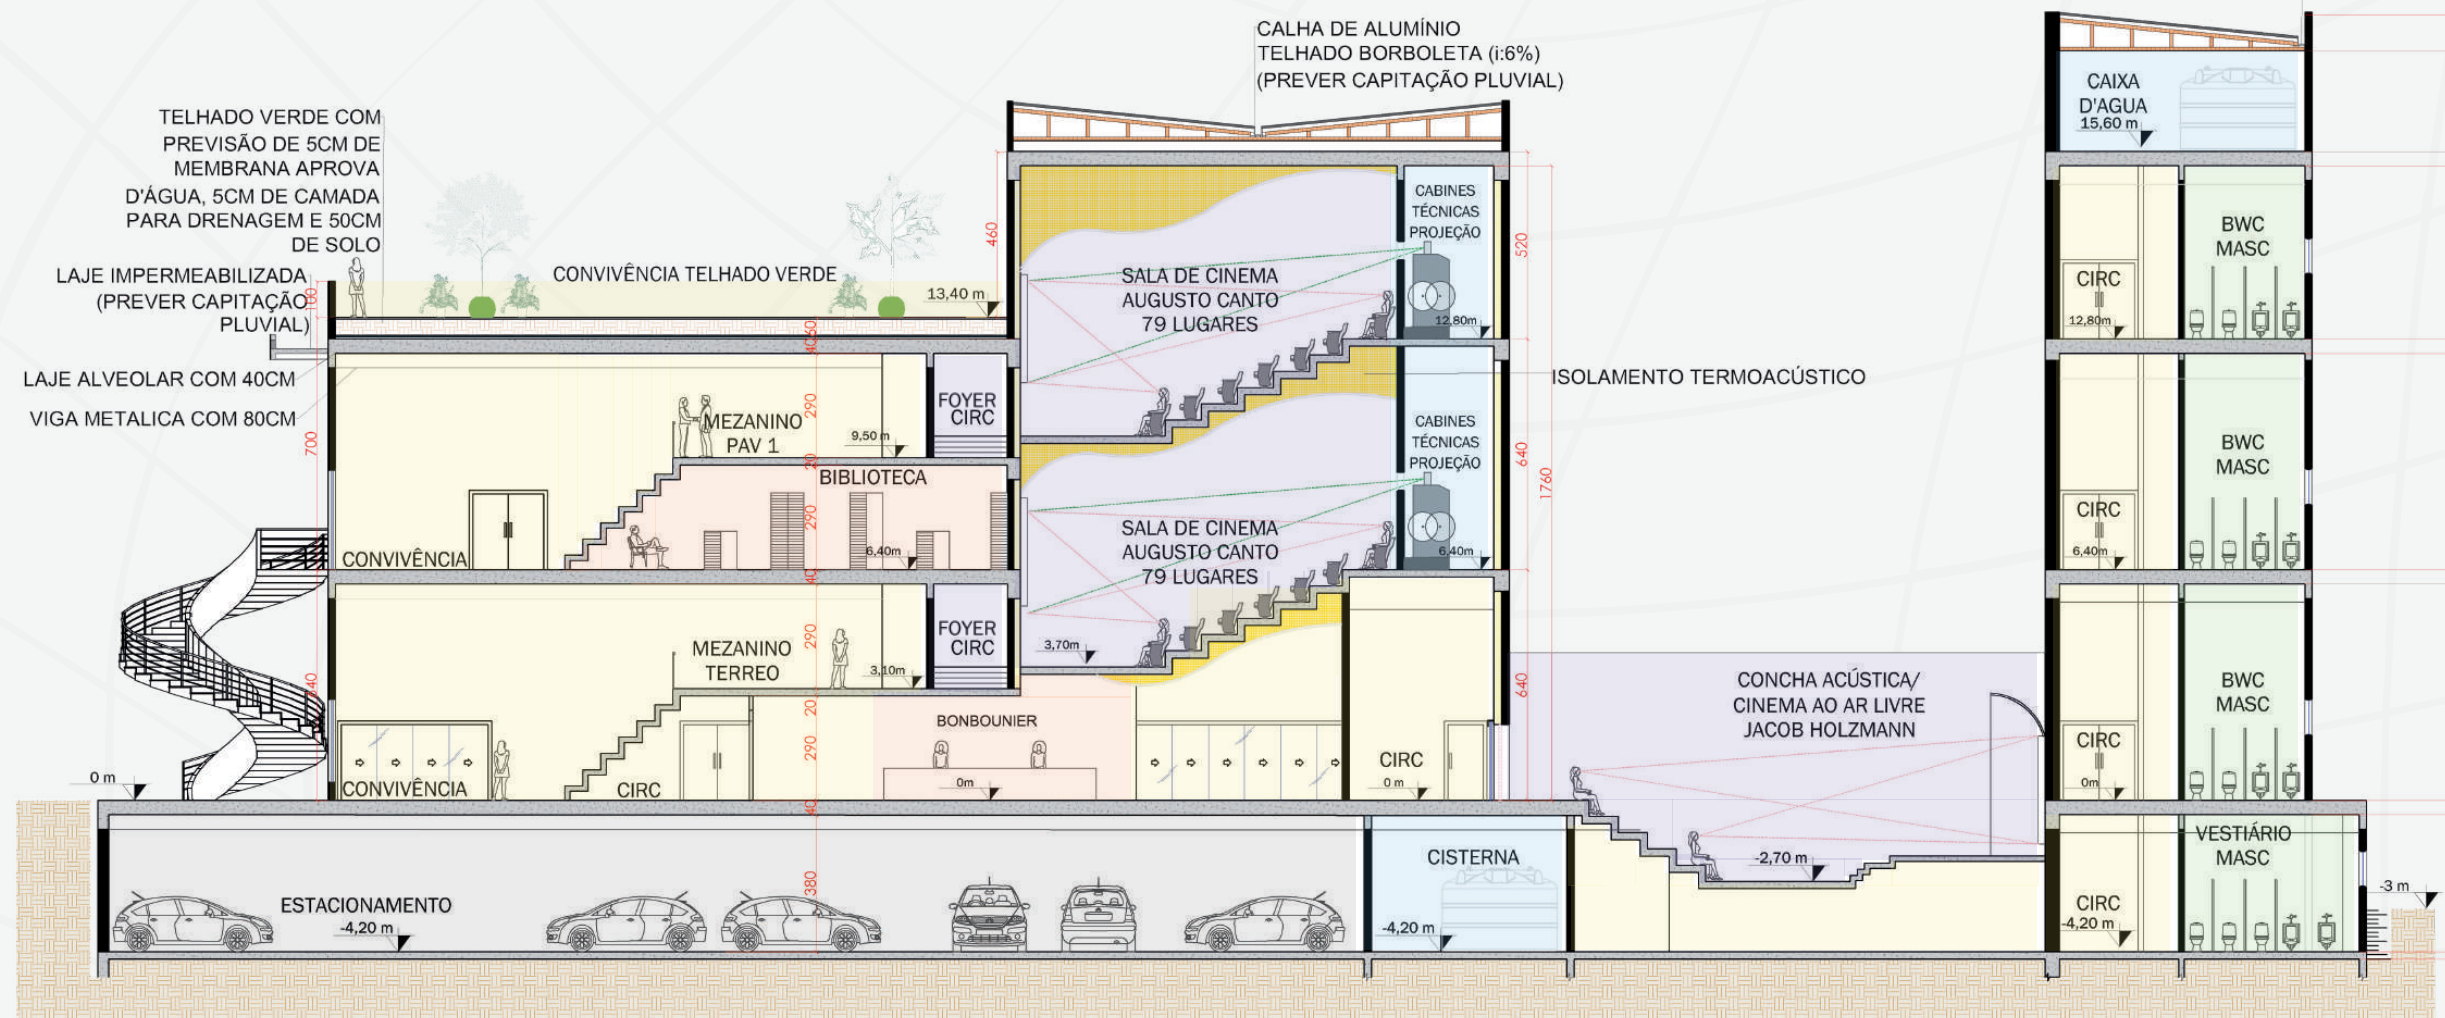 CALHA DE ALUMÍNIO
TELHADO BORBOLETA (i:6%)
(PREVER CAPITAÇÃO PLUVIAL)
TELHADO VERDE COM
PREVISÃO DE 5CM DE
MEMBRANA APROVA
D'ÁGUA, 5CM DE CAMADA
PARA DRENAGEM E 50CM
DE SOLO
LAJE IMPERMEABILIZADA
(PREVER CAPITAÇÃO
PLUVIAL)
LAJE ALVEOLAR COM 40CM
VIGA METALICA COM 80CM
CONVIVÊNCIA TELHADO VERDE
13,40 m
100
460
4060
700
340
MEZANINO
PAV 1
9,50 m
FOYER
CIRC
290
20
BIBLIOTECA
290
6,40m
CONVIVÊNCIA
40
MEZANINO
TERREO
3,10m
FOYER
CIRC
290
20
290
40
BONBOUNIER
0m
CONVIVÊNCIA
CIRC
0 m
SALA DE CINEMA
AUGUSTO CANTO
79 LUGARES
CABINES
TÉCNICAS
PROJEÇÃO
12,80m
520
SALA DE CINEMA
AUGUSTO CANTO
79 LUGARES
3,70m
CABINES
TÉCNICAS
PROJEÇÃO
6,40m
640
1760
640
ISOLAMENTO TERMOACÚSTICO
CIRC
0 m
CONCHA ACÚSTICA/
CINEMA AO AR LIVRE
JACOB HOLZMANN
-2,70 m
CAIXA
D'AGUA
15,60 m
CIRC
12,80m
BWC
MASC
CIRC
6,40m
BWC
MASC
CIRC
0m
BWC
MASC
CIRC
-4,20 m
VESTIÁRIO
MASC
-3 m
ESTACIONAMENTO
-4,20 m
380
CISTERNA
-4,20 m